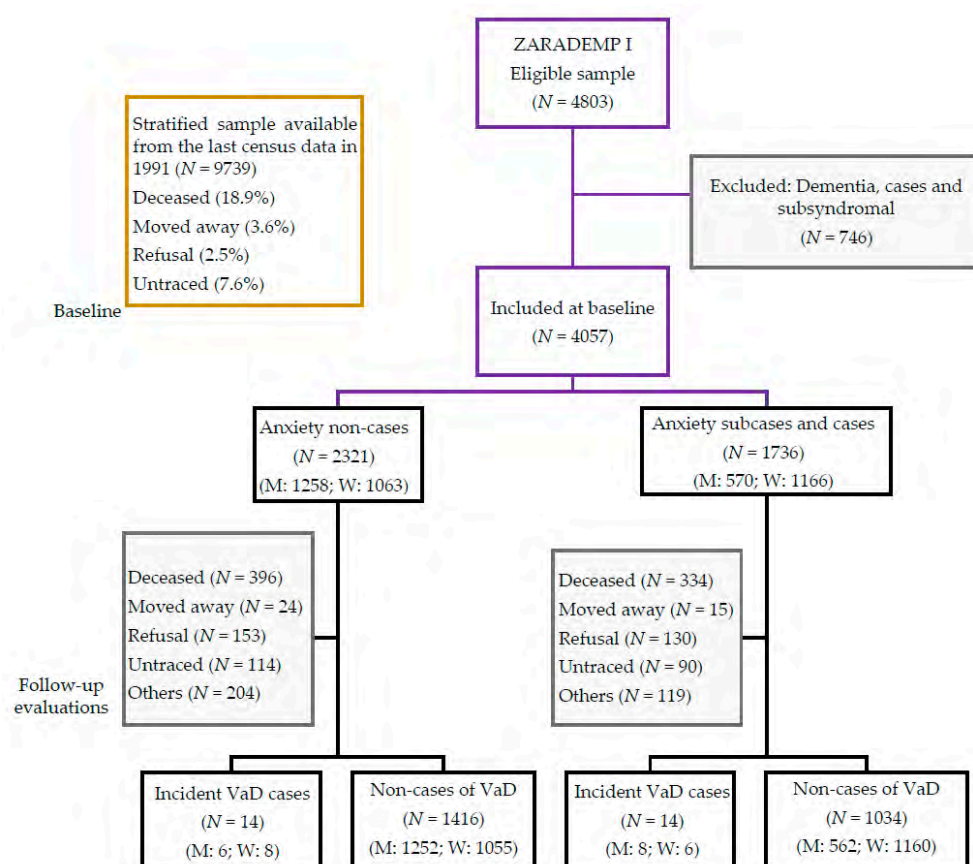 ZARADEMP I
Eligible sample
(N = 4803)
Stratified sample available
from the last census data in
1991 (N = 9739)
Deceased (18.9%)
Moved away (3.6%)
Refusal (2.5%)
Untraced (7.6%)
Excluded: Dementia, cases and
subsyndromal
(N = 746)
Baseline
Included at baseline
(N = 4057)
Anxiety non-cases
(N = 2321)
(M: 1258; W: 1063)
Anxiety subcases and cases
(N = 1736)
(M: 570; W: 1166)
Deceased (N = 396)
Moved away (N = 24)
Refusal (N = 153)
Untraced (N = 114)
Others (N = 204)
Deceased (N = 334)
Moved away (N = 15)
Refusal (N = 130)
Untraced (N = 90)
Others (N = 119)
Follow-up
evaluations
Incident VaD cases
(N = 14)
(M: 6; W: 8)
Non-cases of VaD
(N = 1416)
(M: 1252; W: 1055)
Incident VaD cases
(N = 14)
(M: 8; W: 6)
Non-cases of VaD
(N = 1034)
(M: 562; W: 1160)